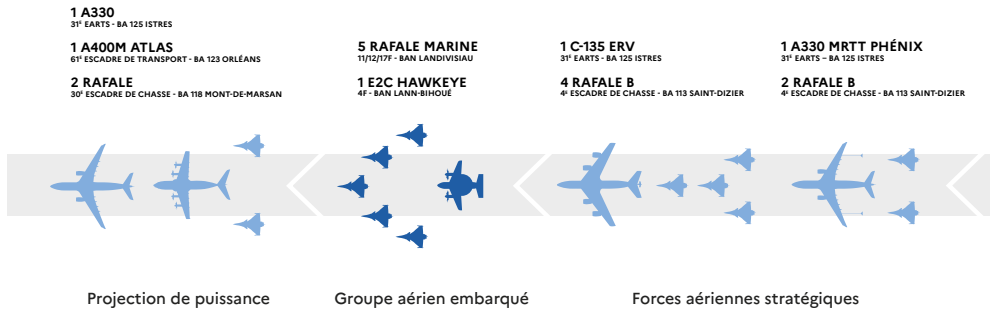 1 A330
31ᵉ EARTS - BA 125 ISTRES
1 A400M ATLAS
61ᵉ ESCADRE DE TRANSPORT - BA 123 ORLÉANS
2 RAFALE
30ᵉ ESCADRE DE CHASSE - BA 118 MONT-DE-MARSAN
5 RAFALE MARINE
11/12/17F - BAN LANDIVISIAU
1 E2C HAWKEYE
4F - BAN LANN-BIHOUÉ
1 C-135 ERV
31ᵉ EARTS - BA 125 ISTRES
4 RAFALE B
4ᵉ ESCADRE DE CHASSE - BA 113 SAINT-DIZIER
1 A330 MRTT PHÉNIX
31ᵉ EARTS – BA 125 ISTRES
2 RAFALE B
4ᵉ ESCADRE DE CHASSE - BA 113 SAINT-DIZIER
Projection de puissance
Groupe aérien embarqué
Forces aériennes stratégiques